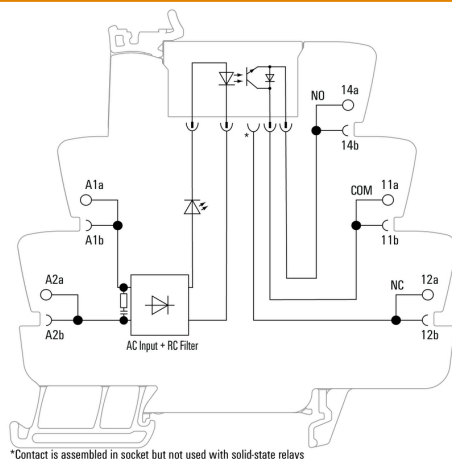 NO
14a
14b
*
A1a
A1b
COM
11a
11b
A2a
A2b
NC
12a
12b
AC Input + RC Filter
*Contact is assembled in socket but not used with solid-state relays